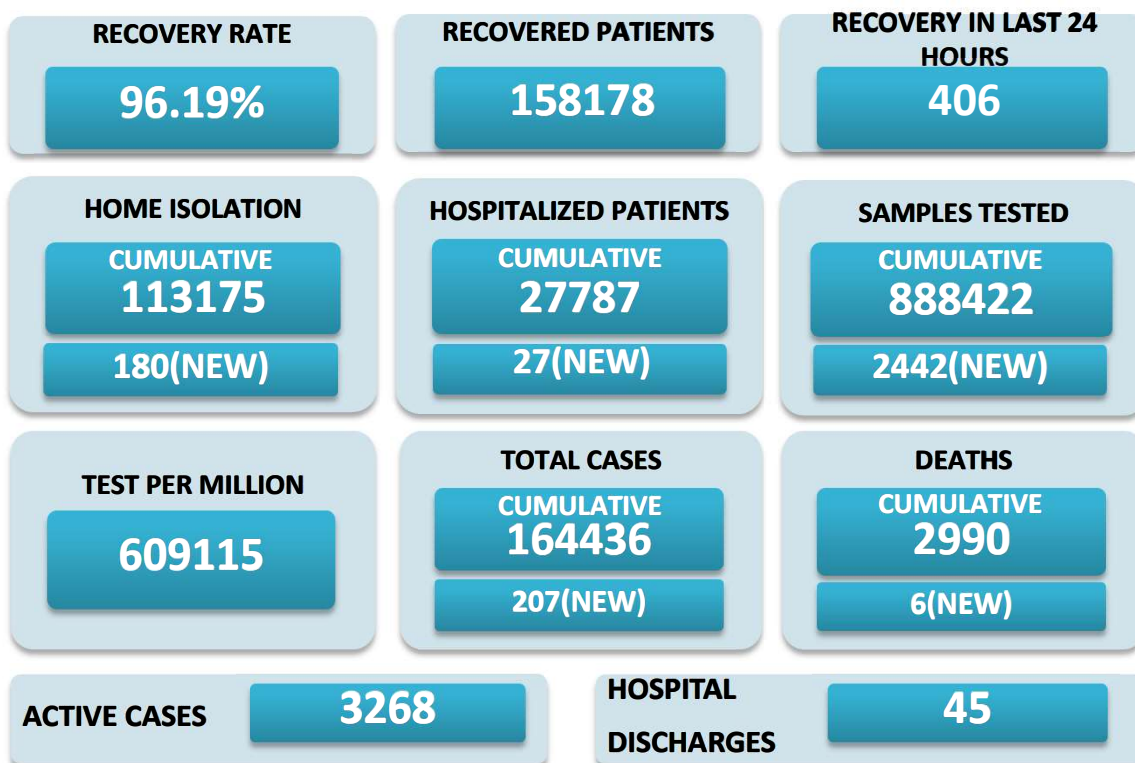 RECOVERY RATE
96.19%
RECOVERED PATIENTS
158178
RECOVERY IN LAST 24
HOURS
406
HOME ISOLATION
CUMULATIVE
113175
180(NEW)
HOSPITALIZED PATIENTS
CUMULATIVE
27787
27(NEW)
SAMPLES TESTED
CUMULATIVE
888422
2442(NEW)
TEST PER MILLION
609115
TOTAL CASES
CUMULATIVE
164436
207(NEW)
DEATHS
CUMULATIVE
2990
6(NEW)
ACTIVE CASES
3268
HOSPITAL
DISCHARGES
45